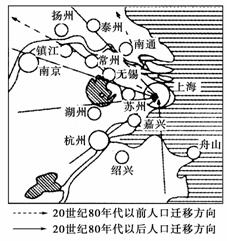 扬州
泰州
镇江
南通
南京
常州
无锡
上海
苏州
湖州
嘉兴
杭州
舟山
绍兴
20世纪80年代以前人口迁移方向
20世纪80年代以后人口迁移方向